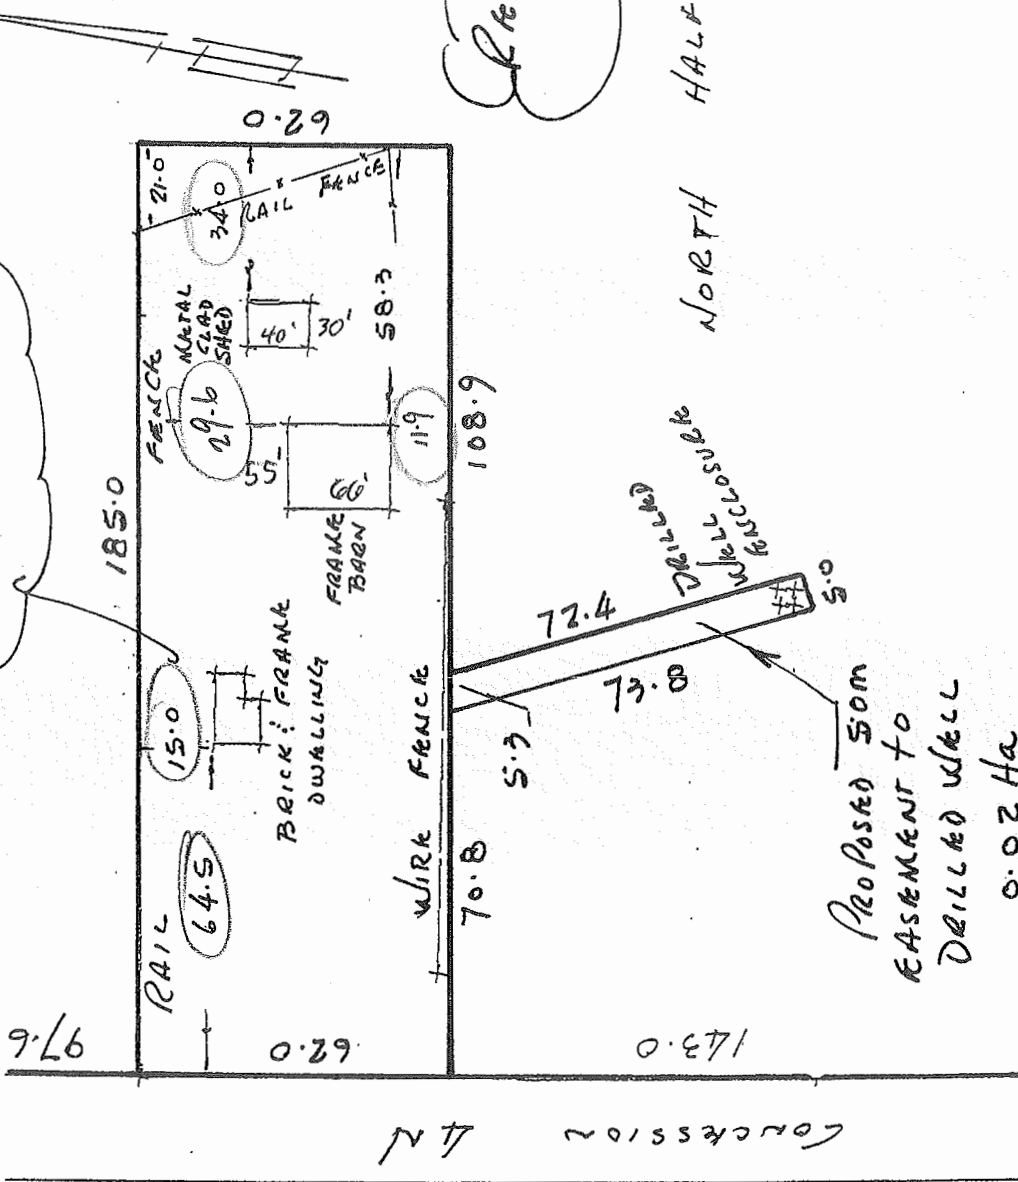 62.0
21.0
34.0
RAIL FENCE
58.3
METAL
CLAD
SHED
40'
30'
FENCE
29.6
55'
66'
FRAME
BARN
11.9
108.9
185.0
15.0
BRICK & FRAME
DWELLING
RAIL
64.5
WIRE FENCE
70.8
5.3
72.4
73.8
DRILLED
WELL
ENCLOSURE
5.0
PROPOSED 5.0m
EASEMENT to
DRILLED WELL
0.02 Ha
NORTH HALF
97.6
62.0
143.0
CONCESSION 4 N